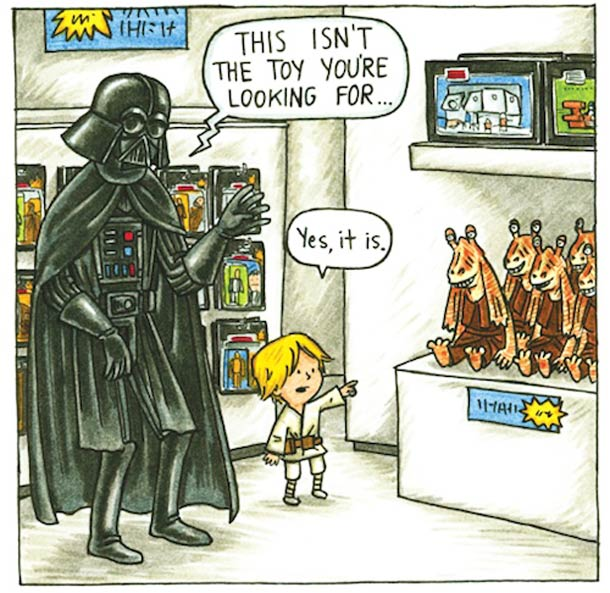 THIS ISN'T
THE TOY YOU'RE
LOOKING FOR...
Yes, it is.